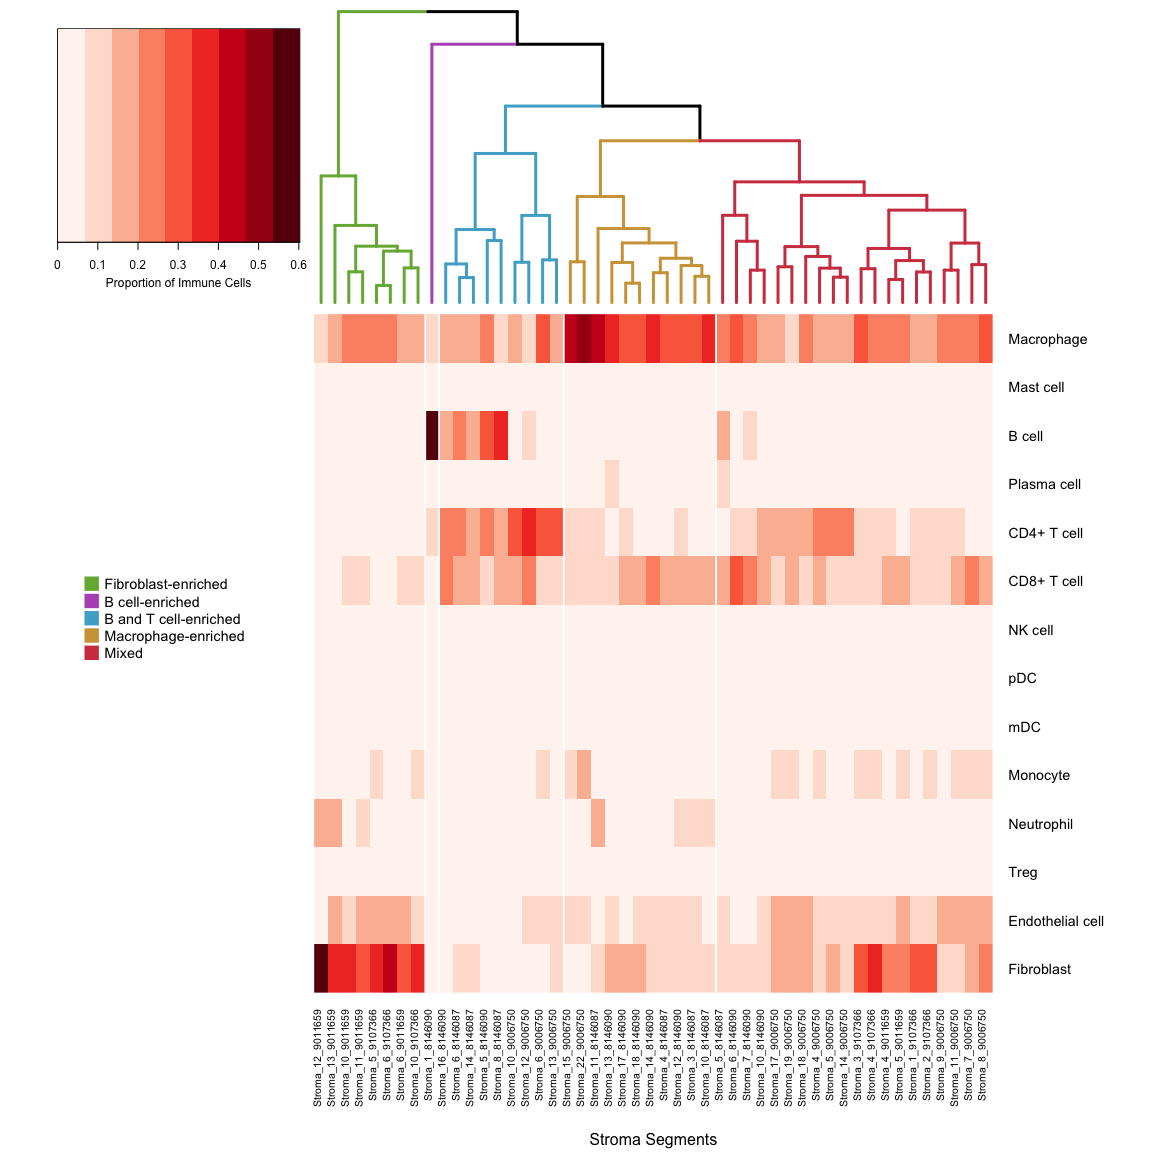 0 0.1 0.2 0.3 0.4 0.5 0.6
Proportion of Immune Cells
Macrophage
Mast cell
B cell
Plasma cell
CD4+ T cell
CD8+ T cell
NK cell
pDC
mDC
Monocyte
Neutrophil
Treg
Endothelial cell
Fibroblast
Fibroblast-enriched
B cell-enriched
B and T cell-enriched
Macrophage-enriched
Mixed
Stroma_12_9011659
Stroma_13_9011659
Stroma_10_9011659
Stroma_11_9011659
Stroma_5_9107366
Stroma_6_9107366
Stroma_6_9011659
Stroma_10_9107366
Stroma_1_8146090
Stroma_16_8146090
Stroma_6_8146087
Stroma_14_8146087
Stroma_5_8146090
Stroma_8_8146087
Stroma_10_9006750
Stroma_12_9006750
Stroma_6_9006750
Stroma_13_9006750
Stroma_15_9006750
Stroma_22_9006750
Stroma_11_8146087
Stroma_13_8146090
Stroma_17_8146090
Stroma_18_8146090
Stroma_14_8146090
Stroma_4_8146087
Stroma_12_8146090
Stroma_3_8146087
Stroma_10_8146087
Stroma_5_8146087
Stroma_6_8146090
Stroma_7_8146090
Stroma_10_8146090
Stroma_17_9006750
Stroma_19_9006750
Stroma_18_9006750
Stroma_4_9006750
Stroma_5_9006750
Stroma_14_9006750
Stroma_3_9107366
Stroma_4_9107366
Stroma_4_9011659
Stroma_5_9011659
Stroma_1_9107366
Stroma_2_9107366
Stroma_9_9006750
Stroma_11_9006750
Stroma_7_9006750
Stroma_8_9006750
Stroma Segments